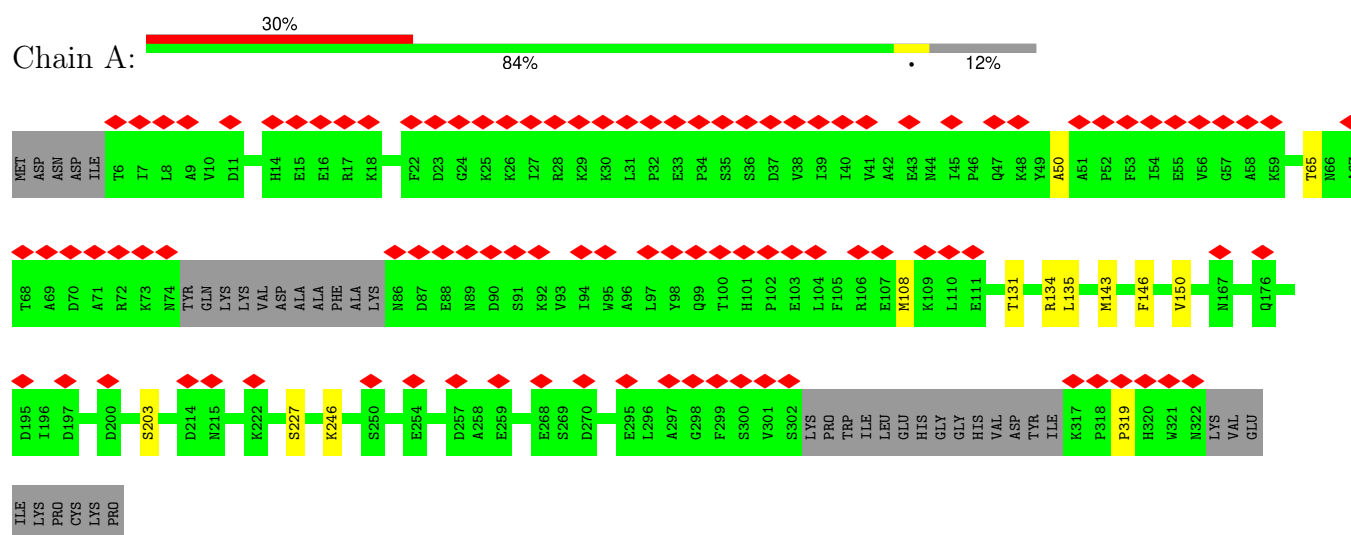 30%
Chain A:
84% • 12%
MET ASP ASN ASP ILE T6 I7 L8 A9 V10 D11 H14 E15 E16 R17 K18 F22 D23 G24 K25 K26 I27 R28 K29 K30 L31 P32 E33 P34 S35 S36 D37 V38 I39 I40 V41 A42 E43 N44 I45 P46 Q47 K48 Y49 A50 A51 P52 F53 I54 E55 V56 G57 A58 K59 T65 N66
T68 A69 D70 A71 R72 K73 N74 TYR GLN LYS LYS VAL ASP ALA ALA PHE ALA LYS N86 D87 E88 N89 D90 S91 K92 V93 I94 W95 A96 L97 Y98 Q99 T100 H101 P102 E103 L104 F105 R106 E107 M108 K109 L110 E111 T131 R134 L135 M143 F146 V150 N167 Q176
D195 I196 D197 D200 S203 D214 N215 K222 S227 K246 S250 E254 D257 A258 E259 E268 S269 D270 E295 L296 A297 G298 F299 S300 V301 S302 LYS PRO TRP ILE LEU GLU HIS GLY GLY HIS VAL ASP TYR ILE K317 P318 P319 H320 W321 N322 LYS VAL GLU
ILE LYS PRO CYS LYS PRO